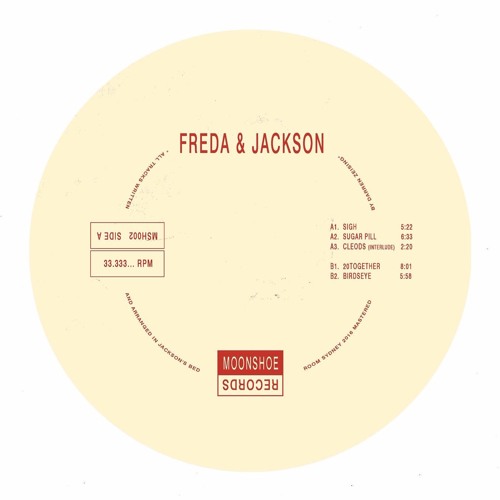 FREDA & JACKSON
- ALL TRACKS WRITTEN
AND ARRANGED IN JACKSON'S BED
ROOM SYDNEY 2016 MASTERED
BY DARREN ZEISING -
MSH002 SIDE A
33.333... RPM
A1. SIGH 5:22
A2. SUGAR PILL 6:33
A3. CLEODS (INTERLUDE) 2:20
B1. 20TOGETHER 8:01
B2. BIRDSEYE 5:58
MOONSHOE
RECORDS